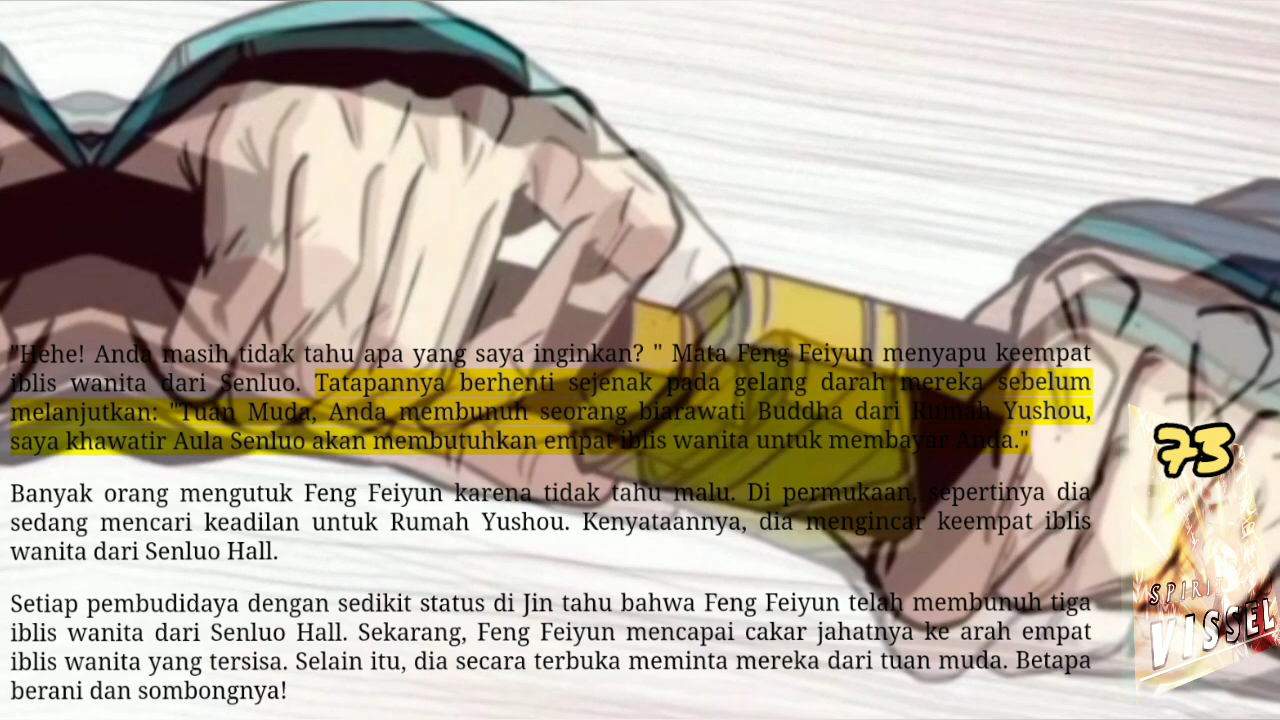 "Hehe! Anda masih tidak tahu apa yang saya inginkan? " Mata Feng Feiyun menyapu keempat
iblis wanita dari Senluo. Tatapannya berhenti sejenak pada gelang darah mereka sebelum
melanjutkan: "Tuan Muda, Anda membunuh seorang biarawati Buddha dari Rumah Yushou,
saya khawatir Aula Senluo akan membutuhkan empat iblis wanita untuk membayar Anda."
Banyak orang mengutuk Feng Feiyun karena tidak tahu malu. Di permukaan, sepertinya dia
sedang mencari keadilan untuk Rumah Yushou. Kenyataannya, dia mengincar keempat iblis
wanita dari Senluo Hall.
Setiap pembudidaya dengan sedikit status di Jin tahu bahwa Feng Feiyun telah membunuh tiga
iblis wanita dari Senluo Hall. Sekarang, Feng Feiyun mencapai cakar jahatnya ke arah empat
iblis wanita yang tersisa. Selain itu, dia secara terbuka meminta mereka dari tuan muda. Betapa
berani dan sombongnya!
73
SPIRIT
VISSEL